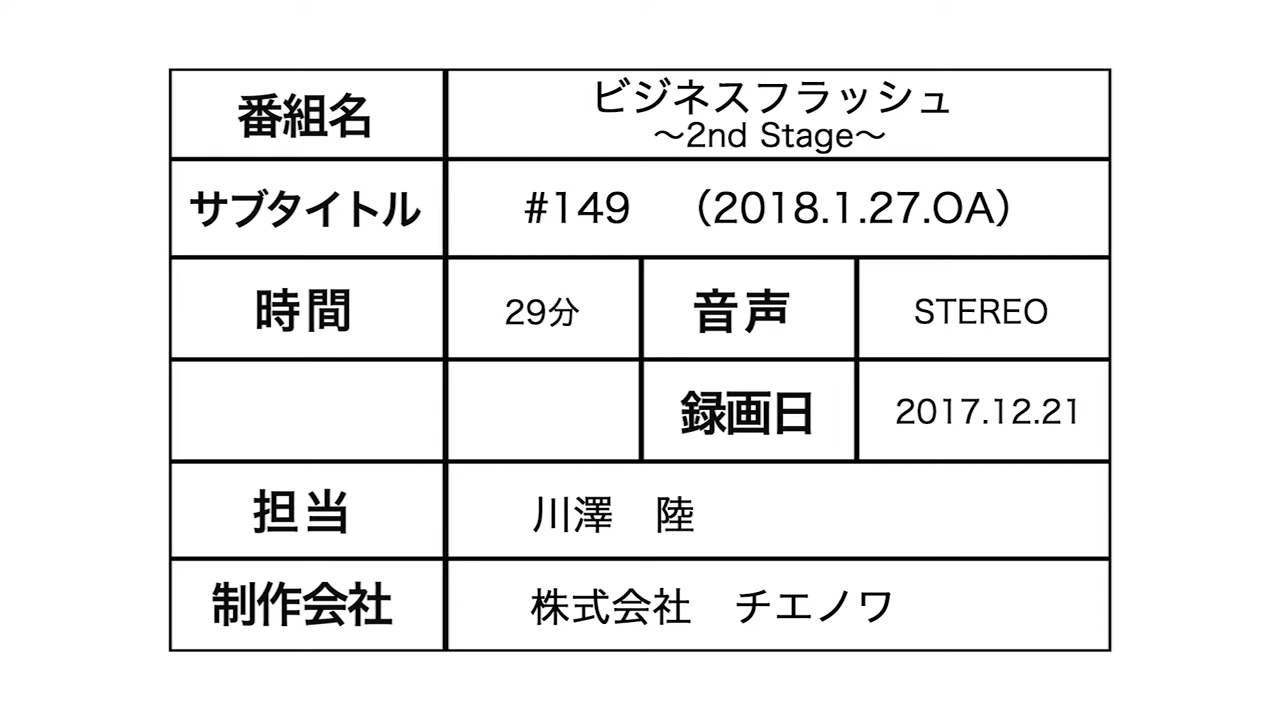 番組名
ビジネスフラッシュ
～2nd Stage～
サブタイトル
#149　（2018.1.27.OA）
時間
29分
音声
STEREO
録画日
2017.12.21
担当
川澤　陸
制作会社
株式会社　チエノワ